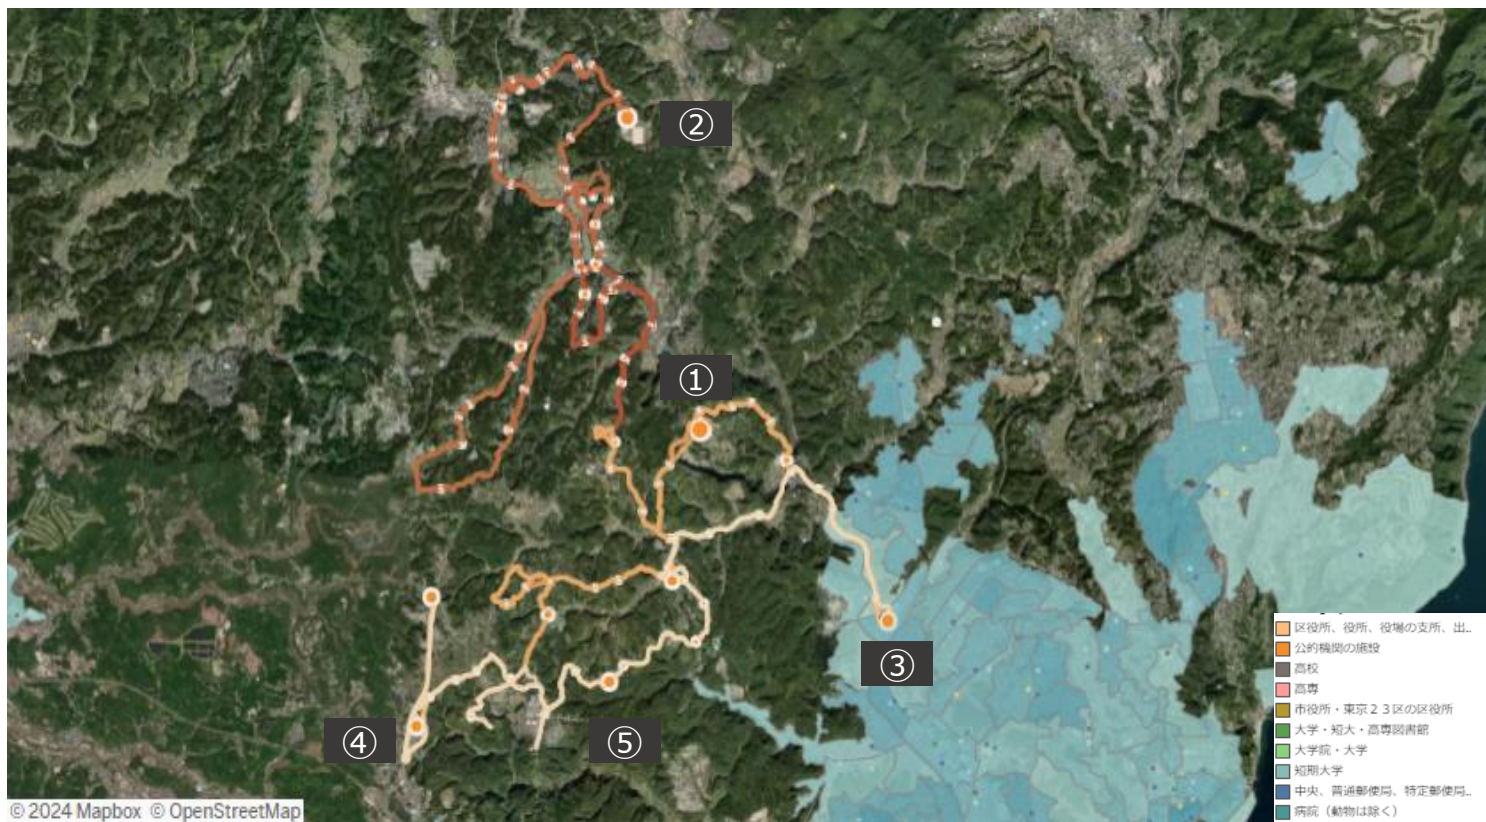 ②
①
③
④
⑤
区役所、役所、役場の支所、出...
公的機関の施設
高校
高専
市役所・東京23区の区役所
大学・短大・高専図書館
大学院・大学
短期大学
中央、普通郵便局、特定郵便局...
病院(動物は除く)
© 2024 Mapbox © OpenStreetMap